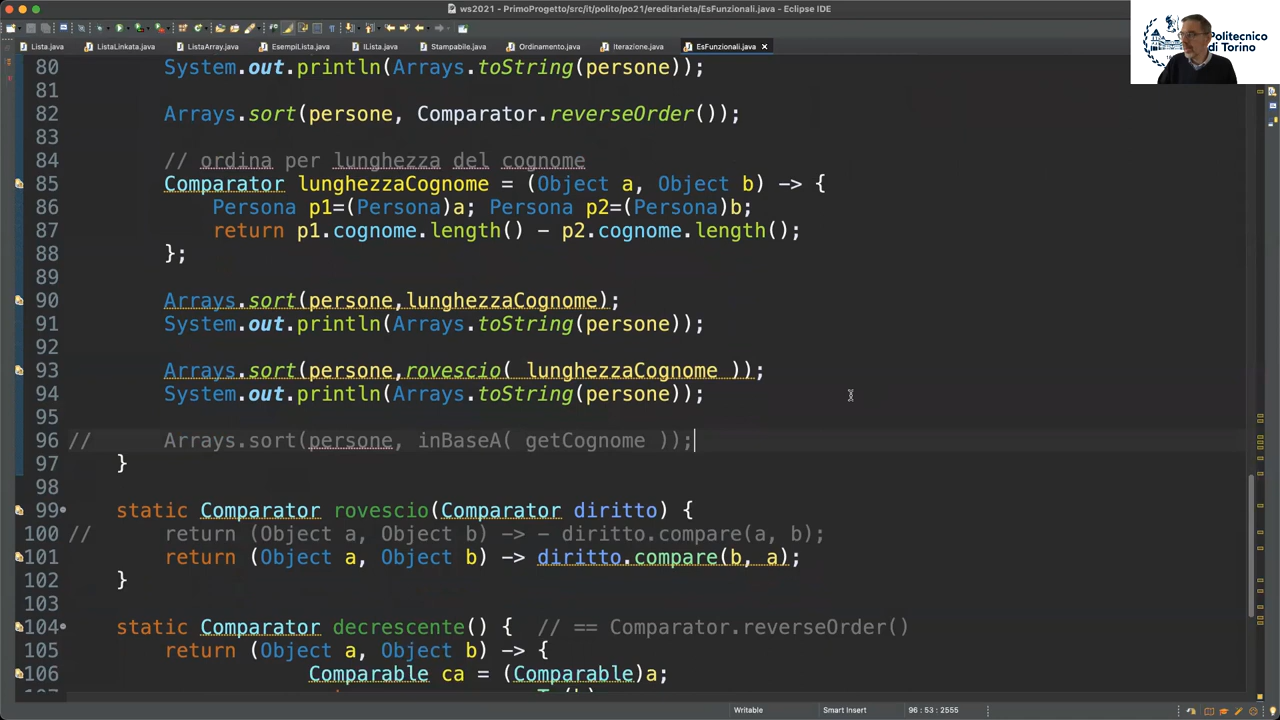 ws2021 - PrimoProgetto/src/it/polito/po21/ereditarieta/EsFunzionali.java - Eclipse IDE
Politecnico
di Torino
Lista.java ListaLinkata.java ListaArray.java EsempiLista.java IListа.java Stampabile.java Ordinamento.java Iterazione.java EsFunzionali.java
80 System.out.println(Arrays.toString(persone));
81
82 Arrays.sort(persone, Comparator.reverseOrder());
83
84 // ordina per lunghezza del cognome
85 Comparator lunghezzaCognome = (Object a, Object b) -> {
86 Persona p1=(Persona)a; Persona p2=(Persona)b;
87 return p1.cognome.length() - p2.cognome.length();
88 };
89
90 Arrays.sort(persone,lunghezzaCognome);
91 System.out.println(Arrays.toString(persone));
92
93 Arrays.sort(persone,rovescio( lunghezzaCognome ));
94 System.out.println(Arrays.toString(persone));
95
96 // Arrays.sort(persone, inBaseA( getCognome ));
97 }
98
99 static Comparator rovescio(Comparator diritto) {
100 // return (Object a, Object b) -> - diritto.compare(a, b);
101 return (Object a, Object b) -> diritto.compare(b, a);
102 }
103
104 static Comparator decrescente() { // == Comparator.reverseOrder()
105 return (Object a, Object b) -> {
106 Comparable ca = (Comparable)a;
Writable Smart Insert 96 : 53 : 2555